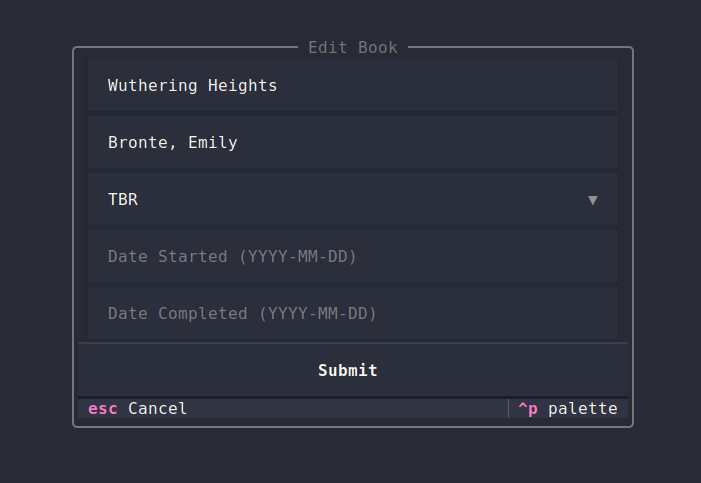 Edit Book
Wuthering Heights
Bronte, Emily
TBR ▼
Date Started (YYYY-MM-DD)
Date Completed (YYYY-MM-DD)
Submit
esc Cancel ^p palette